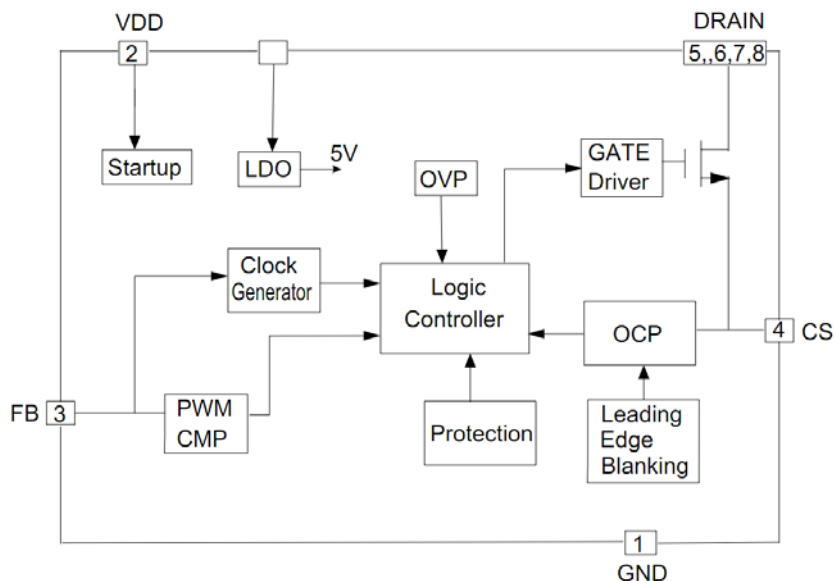 VDD
DRAIN
2
5,,6,7,8
Startup
LDO
5V
OVP
GATE
Driver
Clock
Generator
Logic
Controller
OCP
4
CS
FB
3
PWM
CMP
Protection
Leading
Edge
Blanking
1
GND